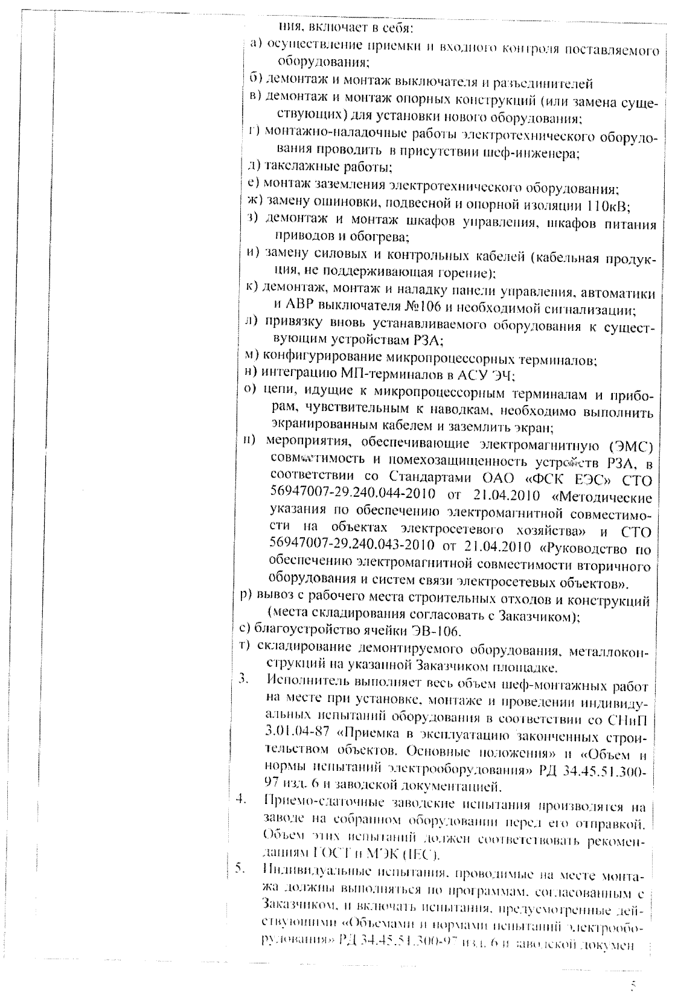 ния, включает в себя:
а) осуществление приемки и входного контроля поставляемого
оборудования;
б) демонтаж и монтаж выключателя и разъединителей
в) демонтаж и монтаж опорных конструкций (или замена суще-
ствующих) для установки нового оборудования;
г) монтажно-наладочные работы электротехнического оборудо-
вания проводить в присутствии шеф-инженера;
д) такелажные работы;
е) монтаж заземления электротехнического оборудования;
ж) замену ошиновки, подвесной и опорной изоляции 110кВ;
з) демонтаж и монтаж шкафов управления, шкафов питания
приводов и обогрева;
и) замену силовых и контрольных кабелей (кабельная продук-
ция, не поддерживающая горение);
к) демонтаж, монтаж и наладку панели управления, автоматики
и АВР выключателя №106 и необходимой сигнализации;
л) привязку вновь устанавливаемого оборудования к сущест-
вующим устройствам РЗА;
м) конфигурирование микропроцессорных терминалов;
н) интеграцию МП-терминалов в АСУ ЭЧ;
о) цепи, идущие к микропроцессорным терминалам и прибо-
рам, чувствительным к наводкам, необходимо выполнить
экранированным кабелем и заземлить экран;
п) мероприятия, обеспечивающие электромагнитную (ЭМС)
совместимость и помехозащищенность устройств РЗА, в
соответствии со Стандартами ОАО «ФСК ЕЭС» СТО
56947007-29.240.044-2010 от 21.04.2010 «Методические
указания по обеспечению электромагнитной совместимо-
сти на объектах электросетевого хозяйства» и СТО
56947007-29.240.043-2010 от 21.04.2010 «Руководство по
обеспечению электромагнитной совместимости вторичного
оборудования и систем связи электросетевых объектов».
р) вывоз с рабочего места строительных отходов и конструкций
(места складирования согласовать с Заказчиком);
с) благоустройство ячейки ЭВ-106.
т) складирование демонтируемого оборудования, металлокон-
струкций на указанной Заказчиком площадке.
3. Исполнитель выполняет весь объем шеф-монтажных работ
на месте при установке, монтаже и проведении индивиду-
альных испытаний оборудования в соответствии со СНиП
3.01.04-87 «Приемка в эксплуатацию законченных строи-
тельством объектов. Основные положения» и «Объем и
нормы испытаний электрооборудования» РД 34.45.51.300-
97 изд. 6 и заводской документацией.
4. Приемо-сдаточные заводские испытания производятся на
заводе на собранном оборудовании перед его отправкой.
Объем этих испытаний должен соответствовать рекомен-
дациям ГОСТ и МЭК (IEC).
5. Индивидуальные испытания, проводимые на месте монта-
жа должны выполняться по программам, согласованным с
Заказчиком, и включать испытания, предусмотренные дей-
ствующими «Объемами и нормами испытаний электрообо-
рудования» РД 34.45.51.300-97 изд. 6 и заводской докумен
5